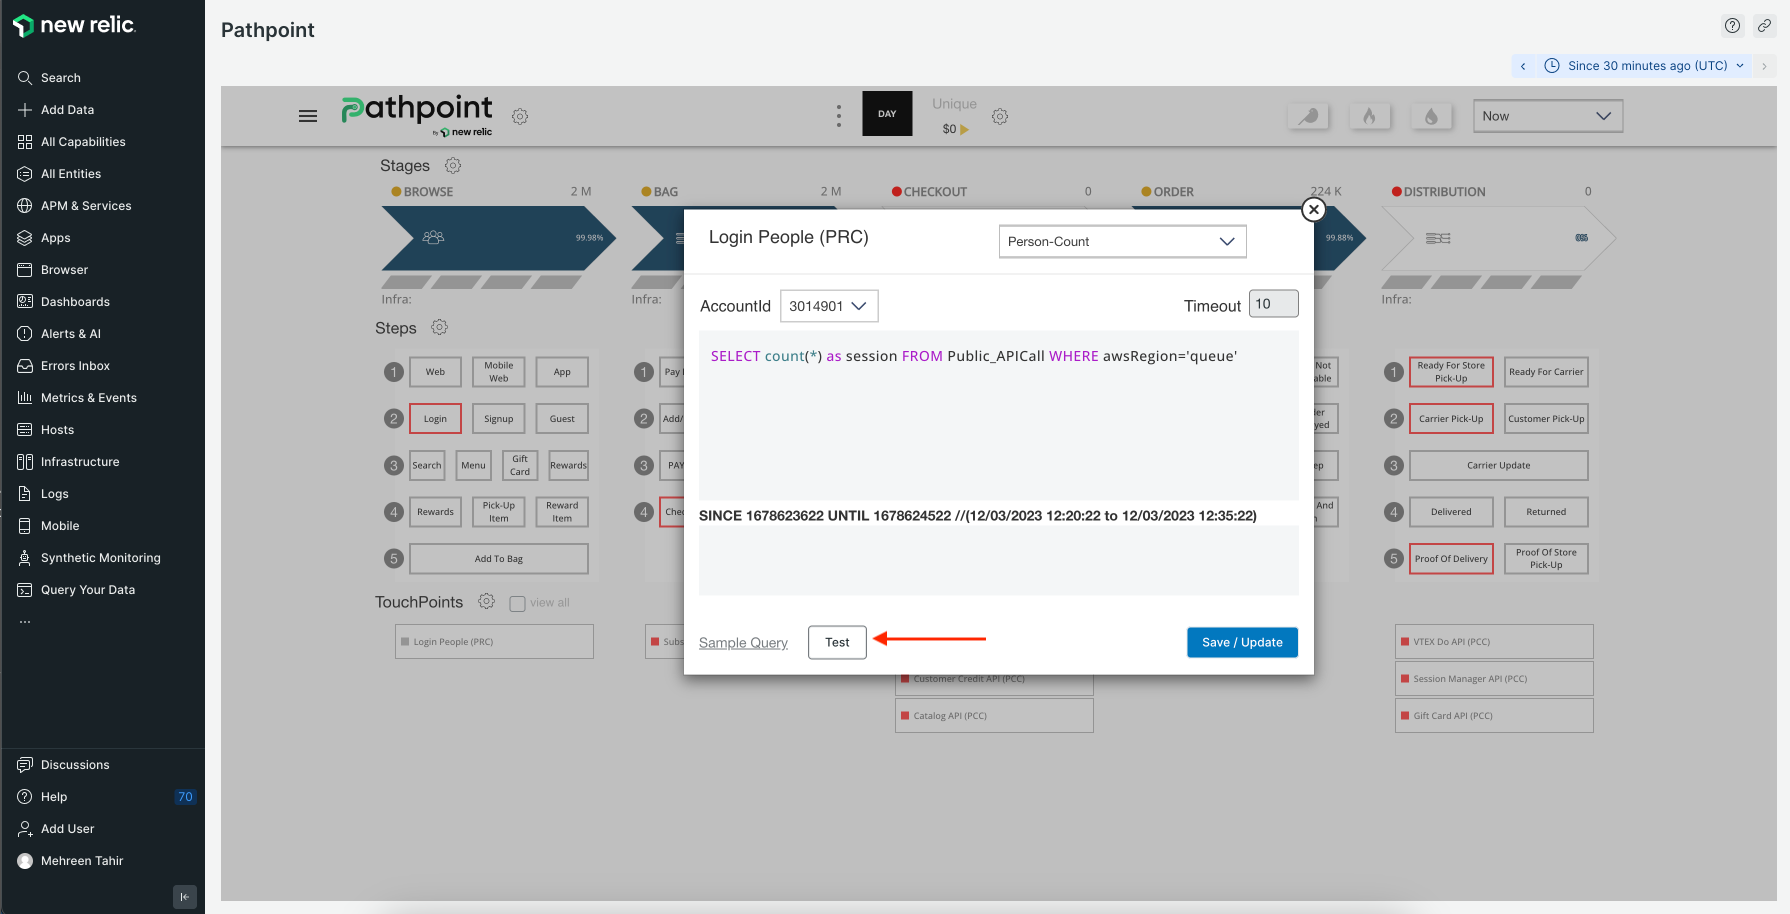 new relic.
Search
Add Data
All Capabilities
All Entities
APM & Services
Apps
Browser
Dashboards
Alerts & AI
Errors Inbox
Metrics & Events
Hosts
Infrastructure
Logs
Mobile
Synthetic Monitoring
Query Your Data
...
Discussions
Help 70
Add User
Mehreen Tahir
Pathpoint
Since 30 minutes ago (UTC)
Pathpoint
by new relic
DAY
Unique
$0
Now
Stages
BROWSE 2 M
BAG 2 M
CHECKOUT 0
ORDER 224 K
DISTRIBUTION 0
99.98%
99.88%
Infra:
Infra:
Infra:
Steps
1 Web Mobile Web App
2 Login Signup Guest
3 Search Menu Gift Card Rewards
4 Rewards Pick-Up Item Reward Item
5 Add To Bag
1 Pay
2 Add/
3 PAY
4 Chec
Not
And
1 Ready For Store Pick-Up Ready For Carrier
2 Carrier Pick-Up Customer Pick-Up
3 Carrier Update
4 Delivered Returned
5 Proof Of Delivery Proof Of Store Pick-Up
TouchPoints view all
Login People (PRC)
Subs
Customer Credit API (PCC)
Catalog API (PCC)
VTEX Do API (PCC)
Session Manager API (PCC)
Gift Card API (PCC)
Login People (PRC)
Person-Count
AccountId 3014901
Timeout 10
SELECT count(*) as session FROM Public_APICall WHERE awsRegion='queue'
SINCE 1678623622 UNTIL 1678624522 //(12/03/2023 12:20:22 to 12/03/2023 12:35:22)
Sample Query
Test
Save / Update